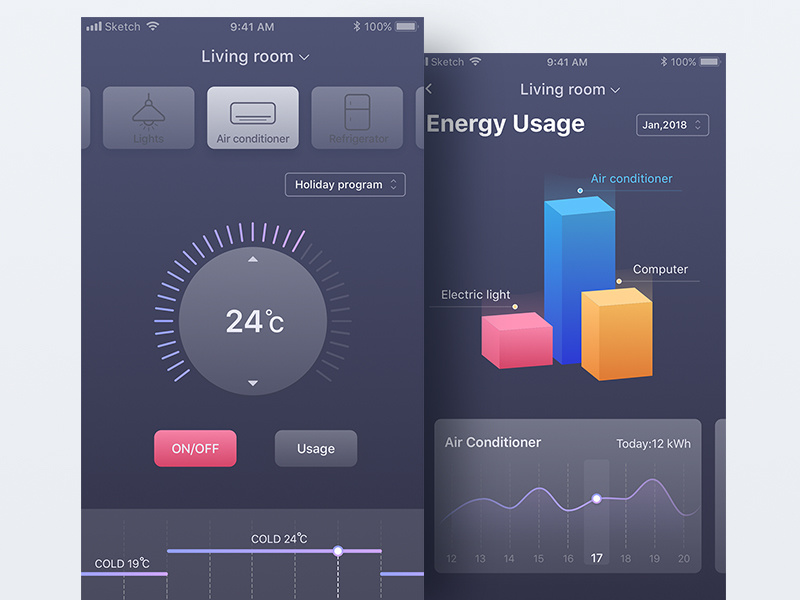 Sketch 9:41 AM 100%
Living room
Lights
Air conditioner
Refrigerator
Holiday program
24℃
ON/OFF
Usage
COLD 24℃
COLD 19℃
Sketch 9:41 AM 100%
Living room
Energy Usage
Jan,2018
Air conditioner
Computer
Electric light
Air Conditioner
Today:12 kWh
12 13 14 15 16 17 18 19 20